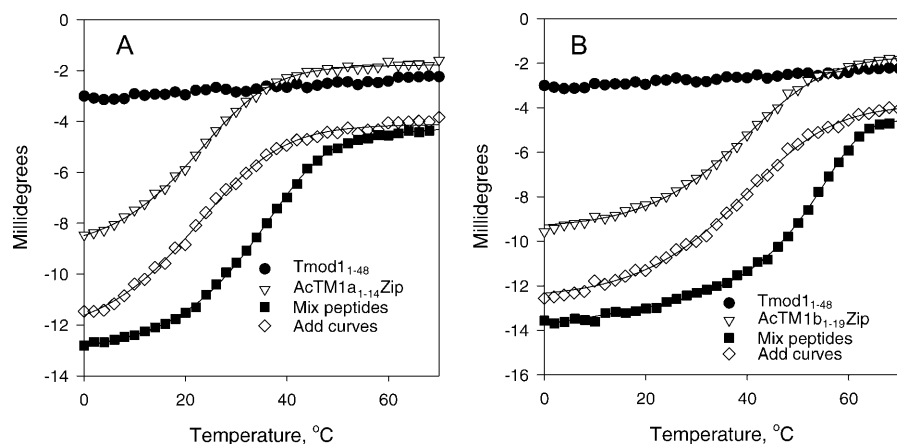 A
0
-2
-4
-6
-8
-10
-12
-14
Millidegrees
0 20 40 60
Temperature, °C
Tmod1₁₋₄₈
AcTM1a₁₋₁₄Zip
Mix peptides
Add curves
B
0
-2
-4
-6
-8
-10
-12
-14
-16
Millidegrees
0 20 40 60
Temperature, °C
Tmod1₁₋₄₈
AcTM1b₁₋₁₉Zip
Mix peptides
Add curves